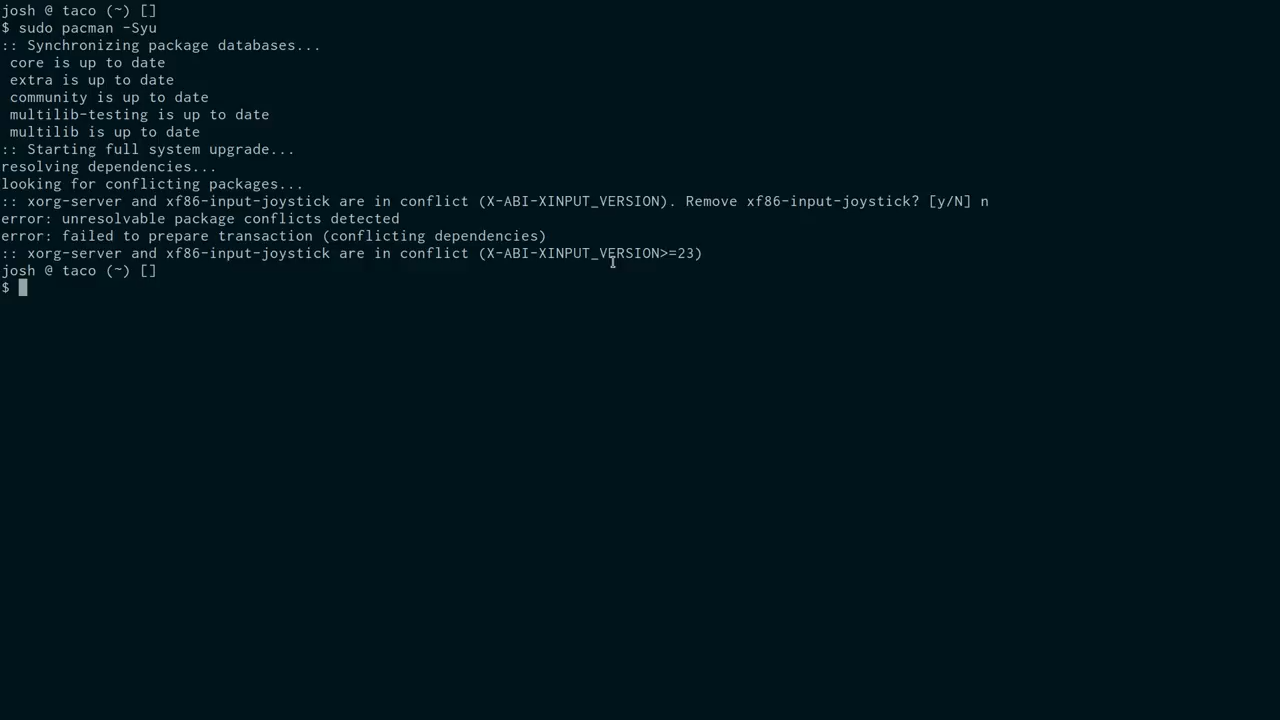 josh @ taco (~) []
$ sudo pacman -Syu
:: Synchronizing package databases...
 core is up to date
 extra is up to date
 community is up to date
 multilib-testing is up to date
 multilib is up to date
:: Starting full system upgrade...
resolving dependencies...
looking for conflicting packages...
:: xorg-server and xf86-input-joystick are in conflict (X-ABI-XINPUT_VERSION). Remove xf86-input-joystick? [y/N] n
error: unresolvable package conflicts detected
error: failed to prepare transaction (conflicting dependencies)
:: xorg-server and xf86-input-joystick are in conflict (X-ABI-XINPUT_VERSION>=23)
josh @ taco (~) []
$